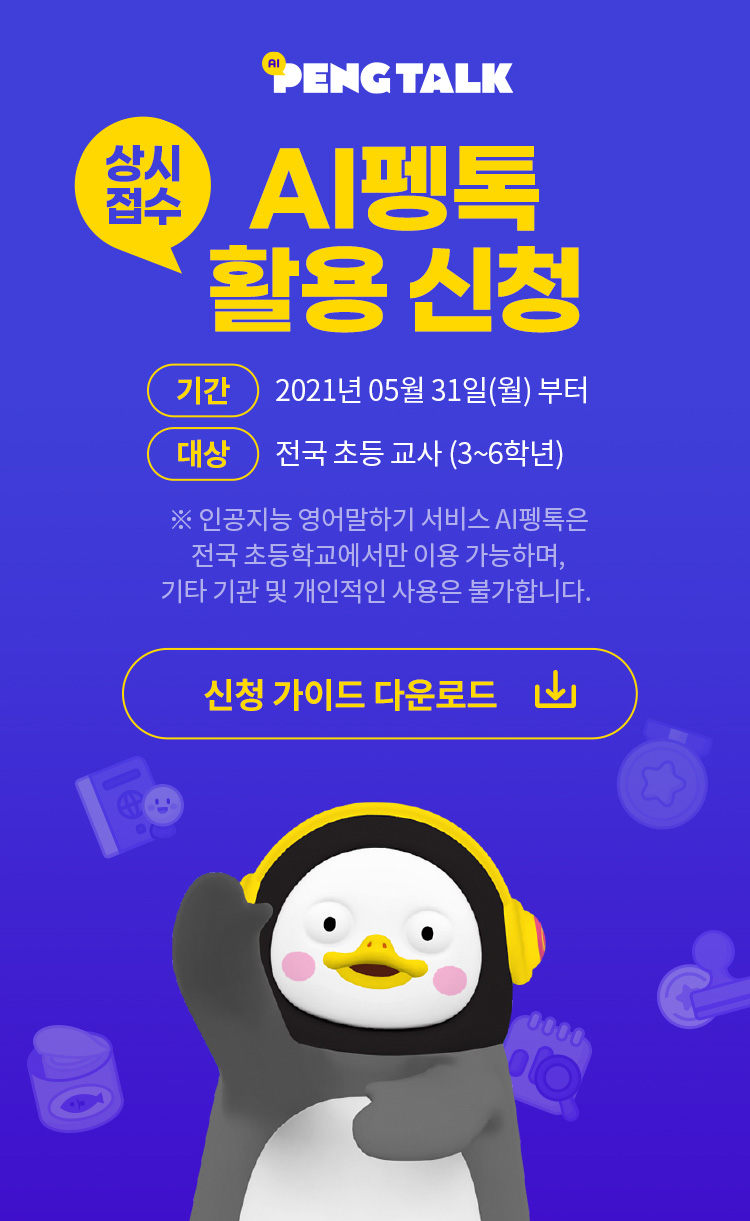 AI
PENGTALK
상시
접수
AI펭톡
활용 신청
기간 2021년 05월 31일(월) 부터
대상 전국 초등 교사 (3~6학년)
※ 인공지능 영어말하기 서비스 AI펭톡은
전국 초등학교에서만 이용 가능하며,
기타 기관 및 개인적인 사용은 불가합니다.
신청 가이드 다운로드